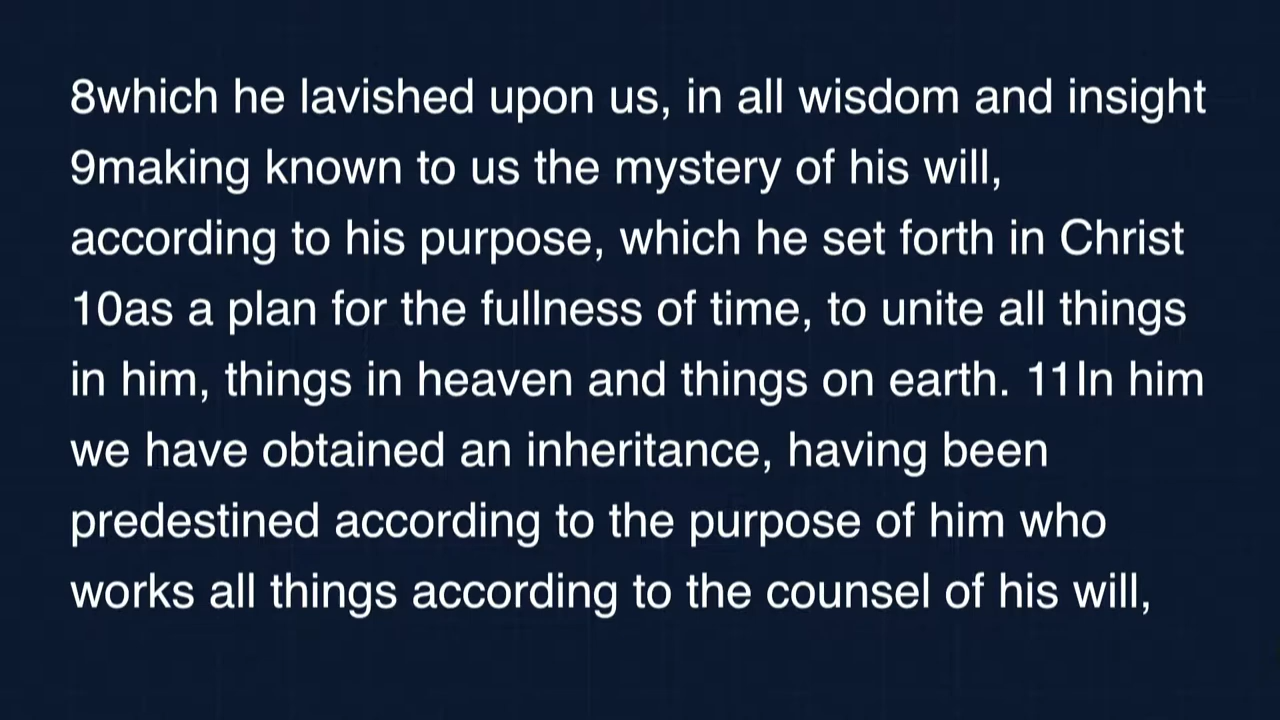 8which he lavished upon us, in all wisdom and insight
9making known to us the mystery of his will,
according to his purpose, which he set forth in Christ
10as a plan for the fullness of time, to unite all things
in him, things in heaven and things on earth. 11In him
we have obtained an inheritance, having been
predestined according to the purpose of him who
works all things according to the counsel of his will,